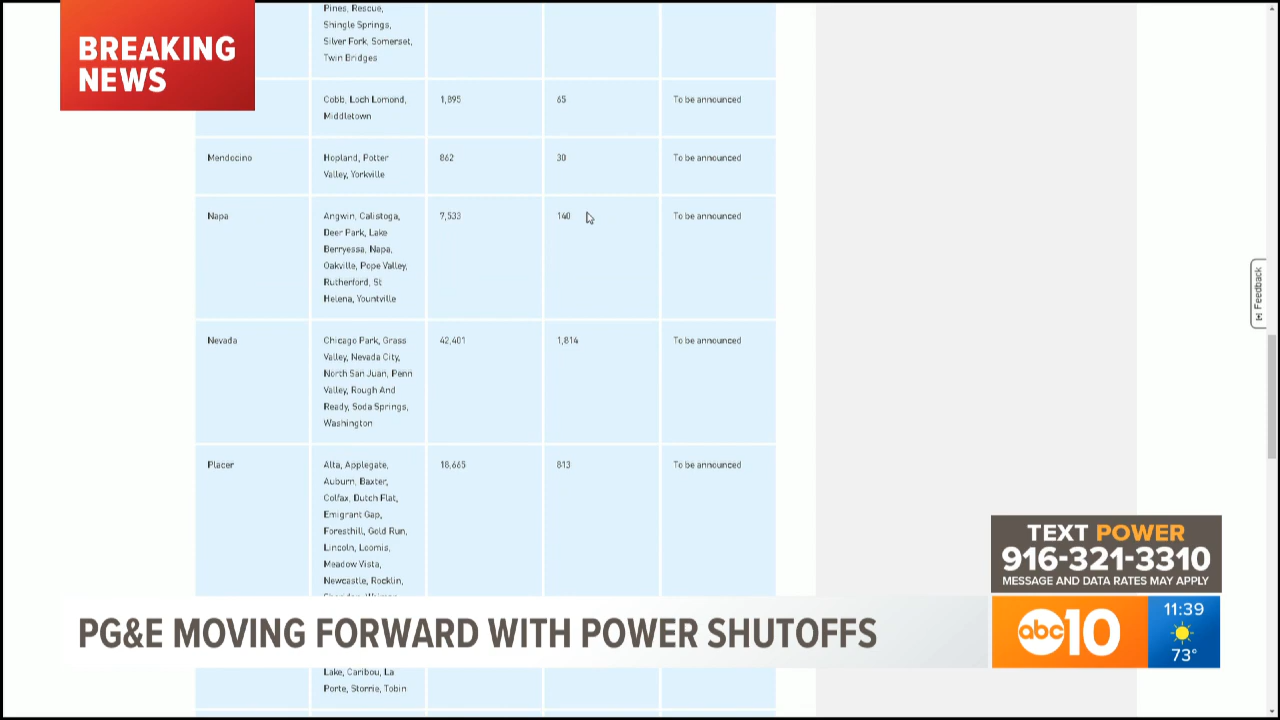 BREAKING
NEWS
Pines, Rescue,
Shingle Springs,
Silver Fork, Somerset,
Twin Bridges
Cobb, Loch Lomond,
Middletown
1,895
65
To be announced
Mendocino
Hopland, Potter
Valley, Yorkville
862
30
To be announced
Napa
Angwin, Calistoga,
Deer Park, Lake
Berryessa, Napa,
Oakville, Pope Valley,
Rutherford, St
Helena, Yountville
7,533
140
To be announced
Nevada
Chicago Park, Grass
Valley, Nevada City,
North San Juan, Penn
Valley, Rough And
Ready, Soda Springs,
Washington
42,401
1,814
To be announced
Placer
Alta, Applegate,
Auburn, Baxter,
Colfax, Dutch Flat,
Emigrant Gap,
Foresthill, Gold Run,
Lincoln, Loomis,
Meadow Vista,
Newcastle, Rocklin,
18,665
813
To be announced
Lake, Caribou, La
Porte, Storrie, Tobin
Feedback
TEXT POWER
916-321-3310
MESSAGE AND DATA RATES MAY APPLY
PG&E MOVING FORWARD WITH POWER SHUTOFFS
abc10
11:39
73°